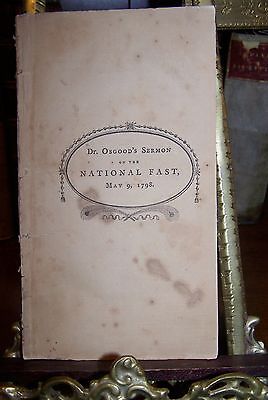 Dr. Osgood's Sermon
ON THE
NATIONAL FAST,
May 9, 1798.